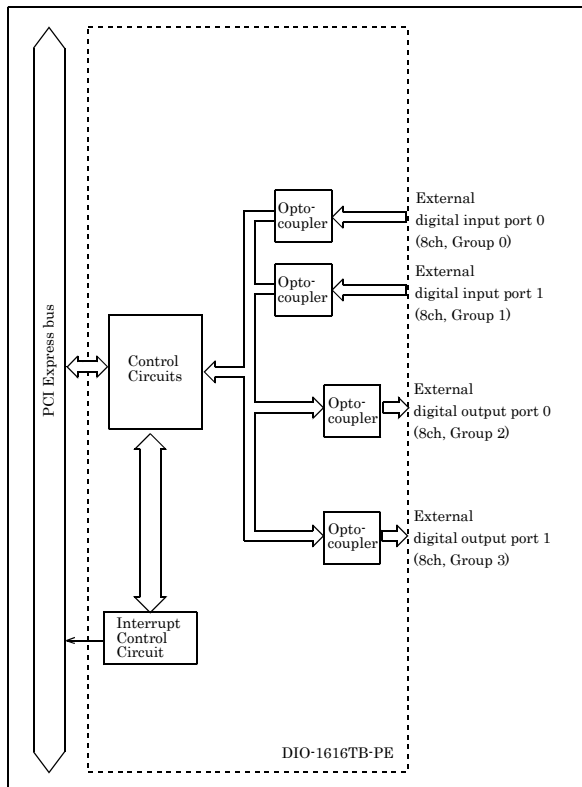 PCI Express bus
Opto-
coupler
External
digital input port 0
(8ch, Group 0)
Opto-
coupler
External
digital input port 1
(8ch, Group 1)
Control
Circuits
Opto-
coupler
External
digital output port 0
(8ch, Group 2)
Opto-
coupler
External
digital output port 1
(8ch, Group 3)
Interrupt
Control
Circuit
DIO-1616TB-PE